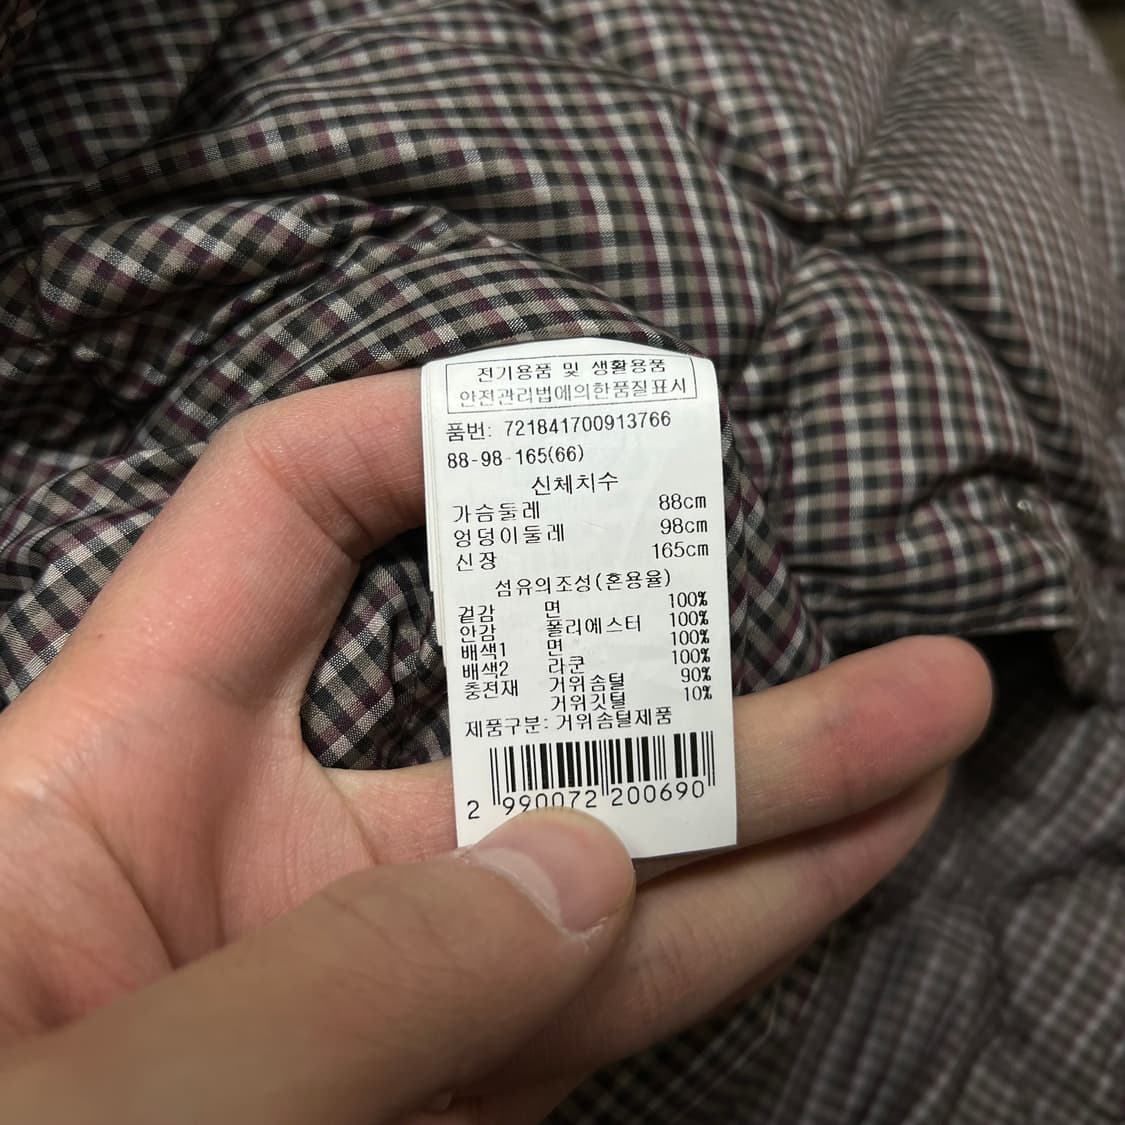 전기용품 및 생활용품
안전관리법에의한품질표시
품번: 721841700913766
88-98-165(66)
신체치수
가슴둘레 88cm
엉덩이둘레 98cm
신장 165cm
섬유의조성(혼용율)
겉감 면 100%
안감 폴리에스터 100%
배색1 면 100%
배색2 라쿤 100%
충전재 거위솜털 90%
거위깃털 10%
제품구분: 거위솜털제품
2 990072 200690